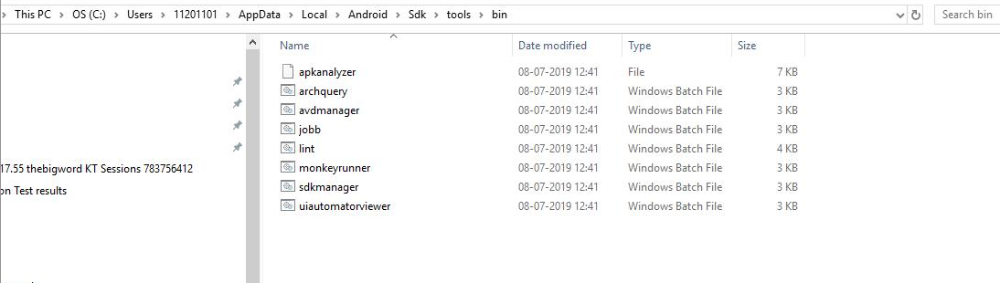 This PC > OS (C:) > Users > 11201101 > AppData > Local > Android > Sdk > tools > bin
Search bin
Name Date modified Type Size
apkanalyzer 08-07-2019 12:41 File 7 KB
archquery 08-07-2019 12:41 Windows Batch File 3 KB
avdmanager 08-07-2019 12:41 Windows Batch File 3 KB
jobb 08-07-2019 12:41 Windows Batch File 3 KB
lint 08-07-2019 12:41 Windows Batch File 4 KB
monkeyrunner 08-07-2019 12:41 Windows Batch File 3 KB
sdkmanager 08-07-2019 12:41 Windows Batch File 3 KB
uiautomatorviewer 08-07-2019 12:41 Windows Batch File 3 KB
17.55 thebigword KT Sessions 783756412
on Test results